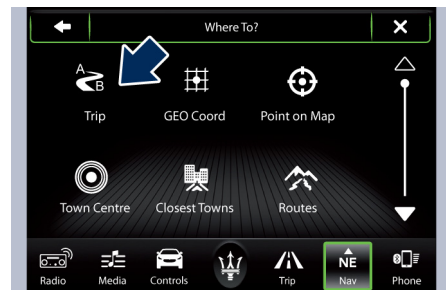 Where To?
A
B
Trip
GEO Coord
Point on Map
Town Centre
Closest Towns
Routes
NE
Radio
Media
Controls
Trip
Nav
Phone